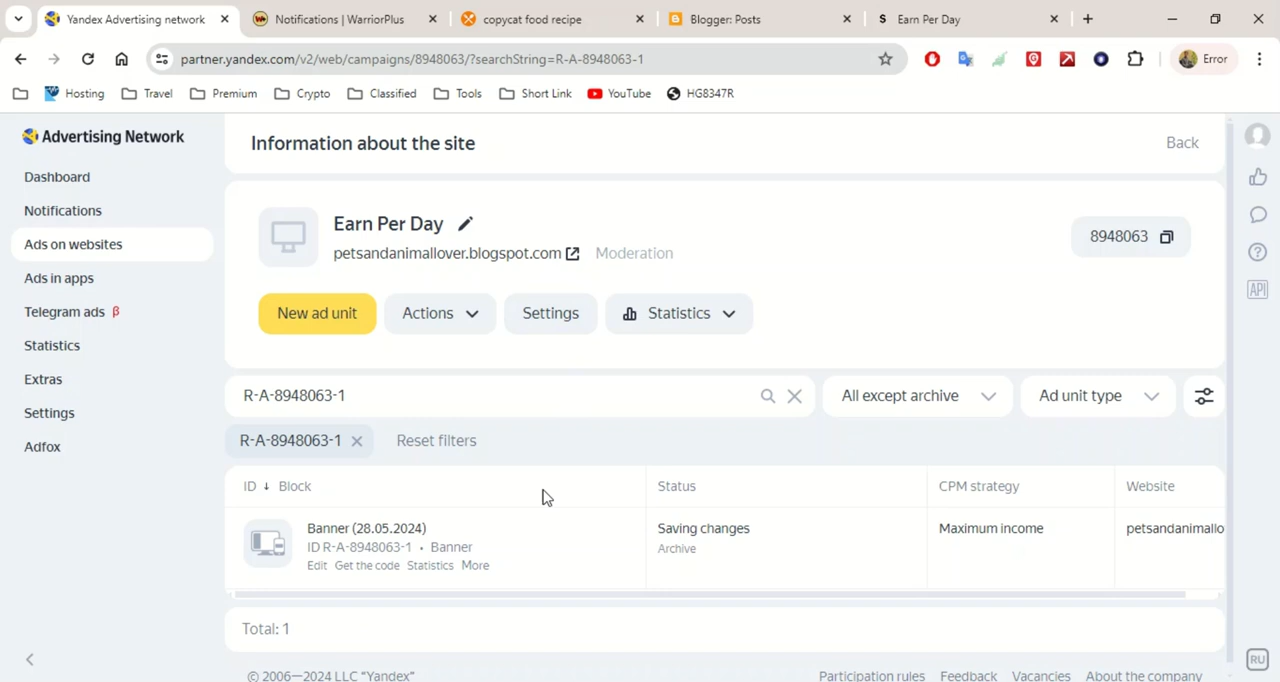 Yandex Advertising network
Notifications | WarriorPlus
copycat food recipe
Blogger: Posts
S Earn Per Day
partner.yandex.com/v2/web/campaigns/8948063/?searchString=R-A-8948063-1
Error
Hosting
Travel
Premium
Crypto
Classified
Tools
Short Link
YouTube
HG8347R
Advertising Network
Dashboard
Notifications
Ads on websites
Ads in apps
Telegram ads β
Statistics
Extras
Settings
Adfox
Information about the site
Back
Earn Per Day
petsandanimallover.blogspot.com
Moderation
8948063
New ad unit
Actions
Settings
Statistics
R-A-8948063-1
All except archive
Ad unit type
R-A-8948063-1
Reset filters
ID ↓ Block
Status
CPM strategy
Website
Banner (28.05.2024)
ID R-A-8948063-1 • Banner
Edit Get the code Statistics More
Saving changes
Archive
Maximum income
petsandanimallo
Total: 1
© 2006—2024 LLC "Yandex"
Participation rules
Feedback
Vacancies
About the company
API
RU